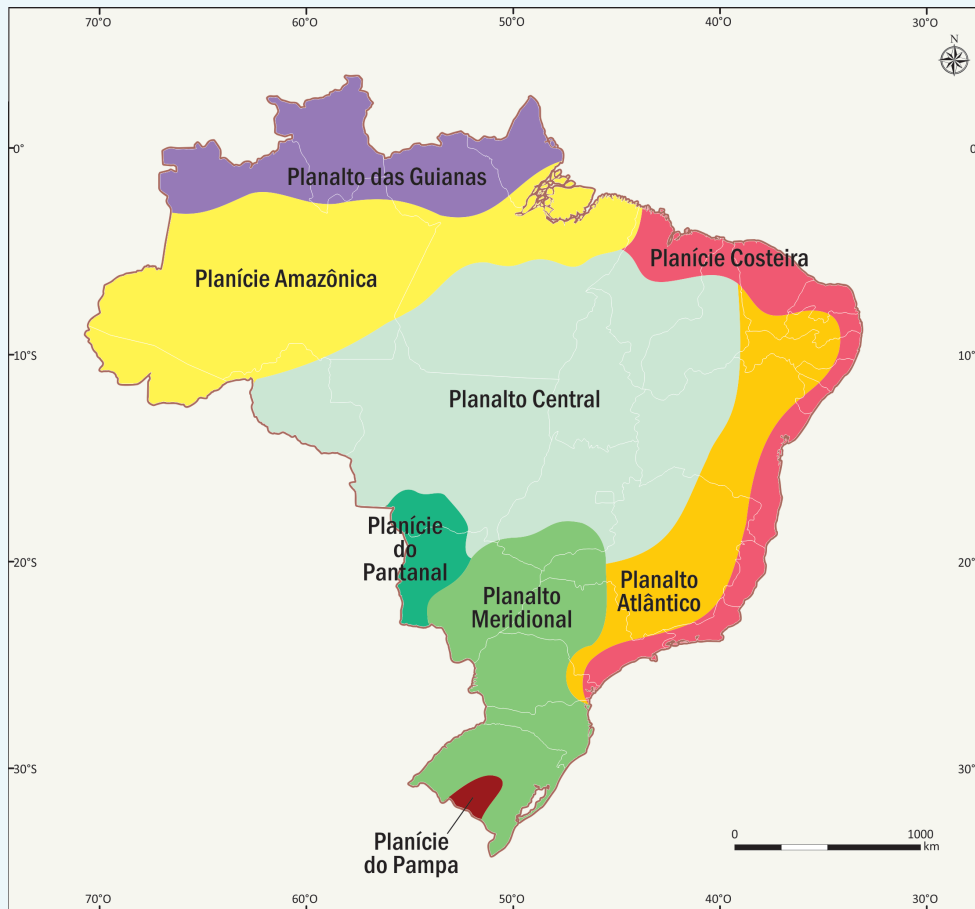 70°O
60°O
50°O
40°O
30°O
N
0°
0
Planalto das Guianas
Planície Costeira
Planície Amazônica
10°S
10°
Planalto Central
Planície
do
Pantanal
20°S
20°
Planalto
Meridional
Planalto
Atlântico
30°S
30°
Planície
do Pampa
0
1000
km
70°O
60°O
50°O
40°O
30°O